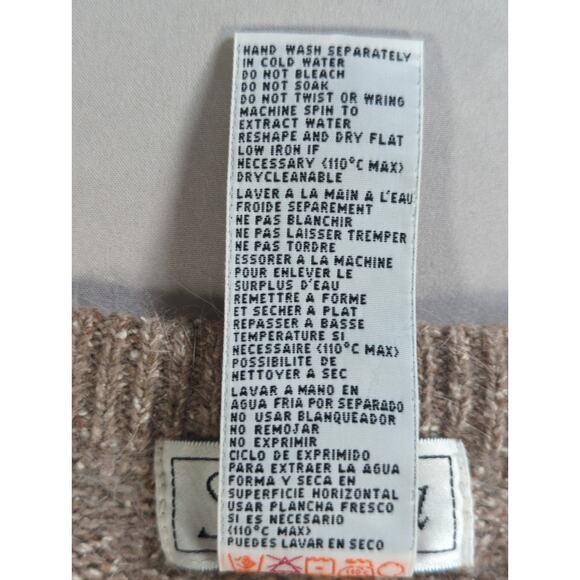 HAND WASH SEPARATELY
IN COLD WATER
DO NOT BLEACH
DO NOT SOAK
DO NOT TWIST OR WRING
MACHINE SPIN TO
EXTRACT WATER
RESHAPE AND DRY FLAT
LOW IRON IF
NECESSARY (110°C MAX)
DRYCLEANABLE
LAVER A LA MAIN A L'EAU
FROIDE SEPAREMENT
NE PAS BLANCHIR
NE PAS LAISSER TREMPER
NE PAS TORDRE
ESSORER A LA MACHINE
POUR ENLEVER LE
SURPLUS D'EAU
REMETTRE A FORME
ET SECHER A PLAT
REPASSER A BASSE
TEMPERATURE SI
NECESSAIRE (110°C MAX)
POSSIBILITE DE
NETTOYER A SEC
LAVAR A MANO EN
AGUA FRIA POR SEPARADO
NO USAR BLANQUEADOR
NO REMOJAR
NO EXPRIMIR
CICLO DE EXPRIMIDO
PARA EXTRAER LA AGUA
FORMA Y SECA EN
SUPERFICIE HORIZONTAL
USAR PLANCHA FRESCO
SI ES NECESARIO
(110°C MAX)
PUEDES LAVAR EN SECO